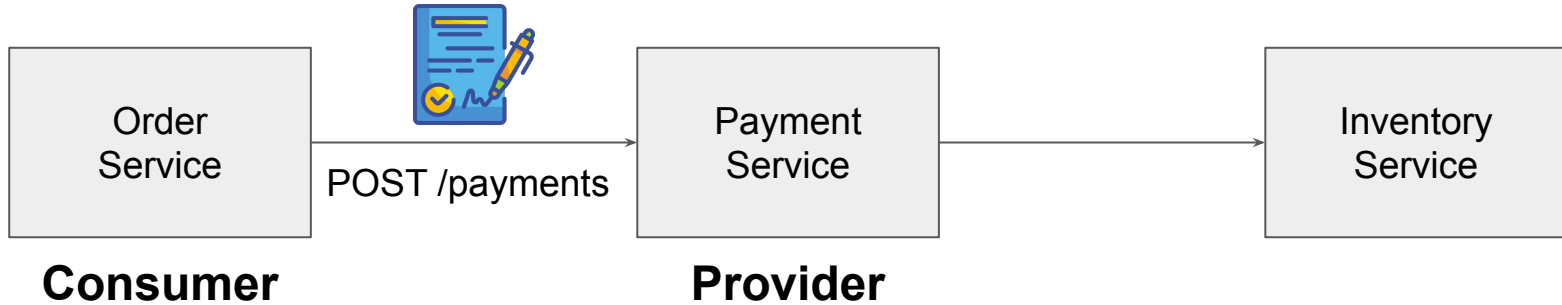 Order
Service
POST /payments
Payment
Service
Inventory
Service
Consumer
Provider